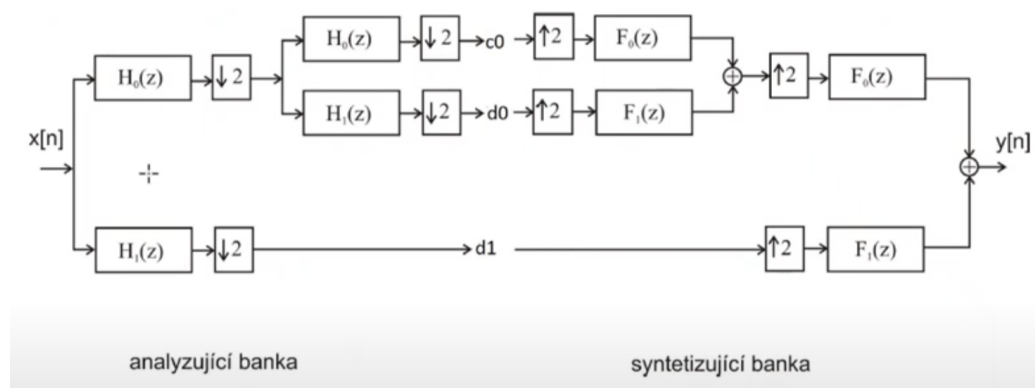 H₀(z) ↓2 c0 ↑2 F₀(z)
H₀(z) ↓2 ↑2 F₀(z)
H₁(z) ↓2 d0 ↑2 F₁(z)
x[n] y[n]
H₁(z) ↓2 d1 ↑2 F₁(z)
analyzující banka syntetizující banka